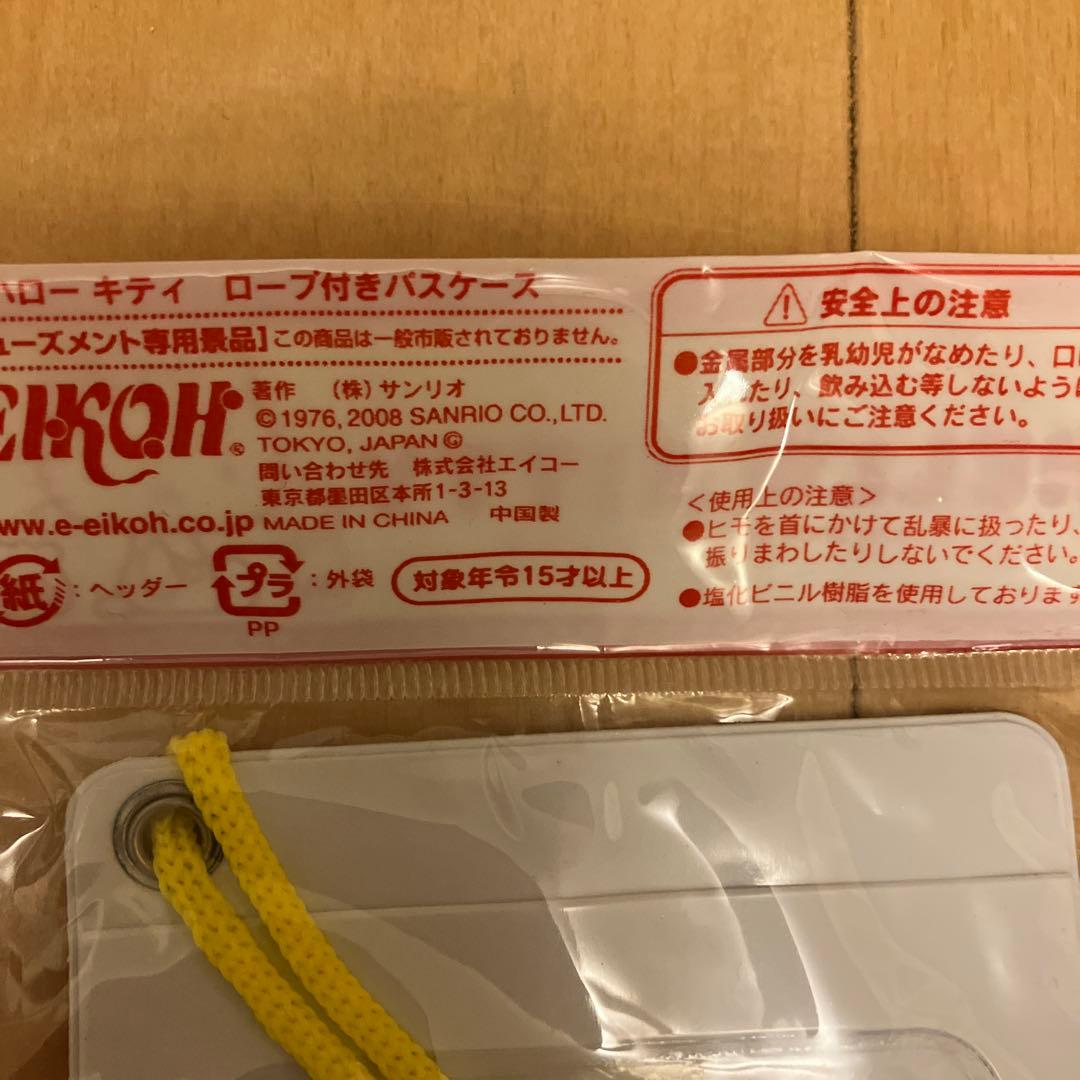 ハロー キティ ロープ付きパスケース
ューズメント専用景品】この商品は一般市販されておりません。
EIKOH®
著作 (株)サンリオ
©1976, 2008 SANRIO CO., LTD.
TOKYO, JAPAN Ⓖ
問い合わせ先 株式会社エイコー
東京都墨田区本所1-3-13
www.e-eikoh.co.jp MADE IN CHINA 中国製
紙：ヘッダー プラ：外袋 対象年令15才以上
PP
⚠安全上の注意
●金属部分を乳幼児がなめたり、口
入れたり、飲み込む等しないように
お取り扱いにご注意ください。
＜使用上の注意＞
●ヒモを首にかけて乱暴に扱ったり、
振りまわしたりしないでください。
●塩化ビニル樹脂を使用しております